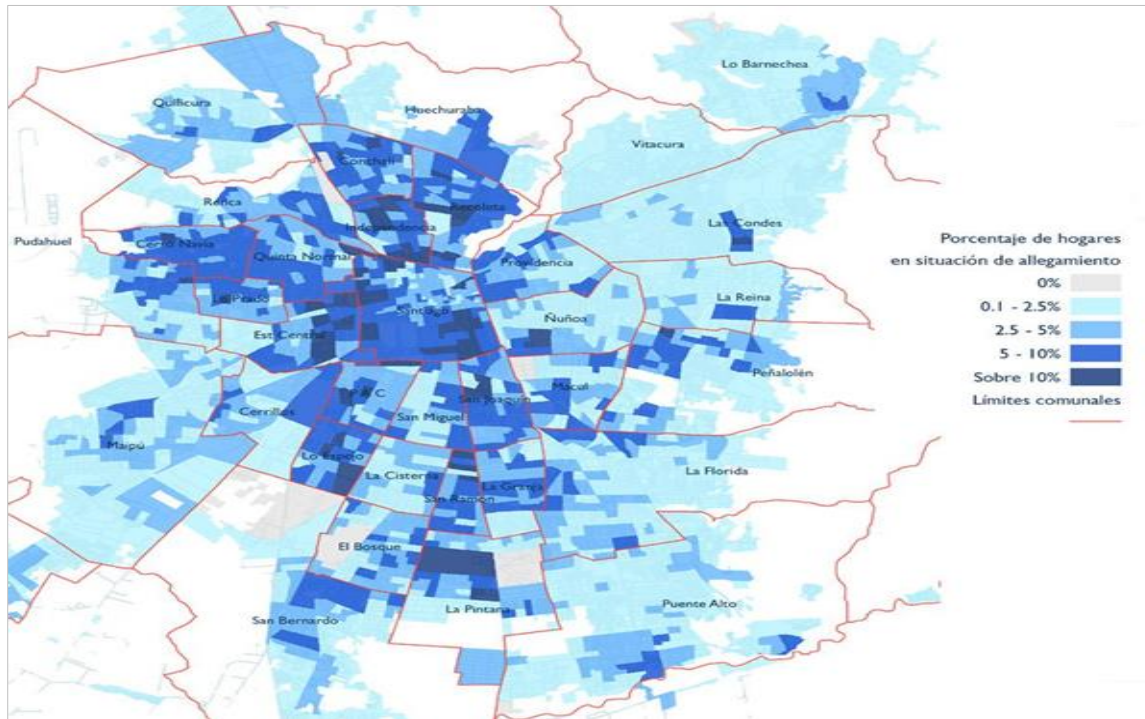 Lo Barnechea
Quilicura
Huechuraba
Vitacura
Conchalí
Renca
Recoleta
Las Condes
Independencia
Pudahuel
Cerro Navia
Quinta Normal
Providencia
Lo Prado
La Reina
Santiago
Ñuñoa
Est Central
Peñalolén
P A C
Macul
Cerrillos
San Joaquín
San Miguel
Maipú
Lo Espejo
La Cisterna
La Florida
La Granja
San Ramón
El Bosque
La Pintana
Puente Alto
San Bernardo
Porcentaje de hogares
en situación de allegamiento
0%
0.1 - 2.5%
2.5 - 5%
5 - 10%
Sobre 10%
Límites comunales